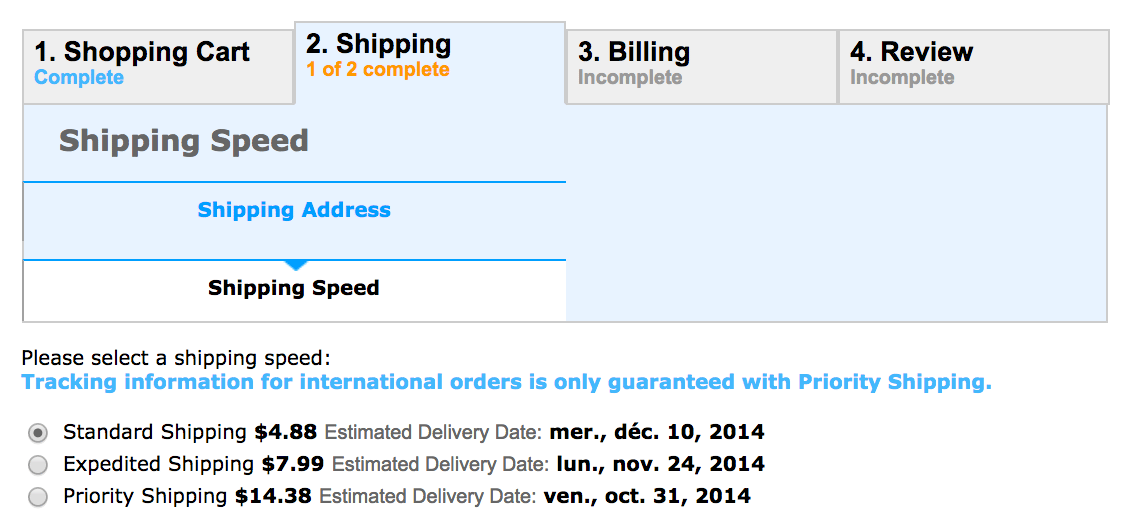 1. Shopping Cart
Complete
2. Shipping
1 of 2 complete
3. Billing
Incomplete
4. Review
Incomplete
Shipping Speed
Shipping Address
Shipping Speed
Please select a shipping speed:
Tracking information for international orders is only guaranteed with Priority Shipping.
Standard Shipping $4.88 Estimated Delivery Date: mer., déc. 10, 2014
Expedited Shipping $7.99 Estimated Delivery Date: lun., nov. 24, 2014
Priority Shipping $14.38 Estimated Delivery Date: ven., oct. 31, 2014